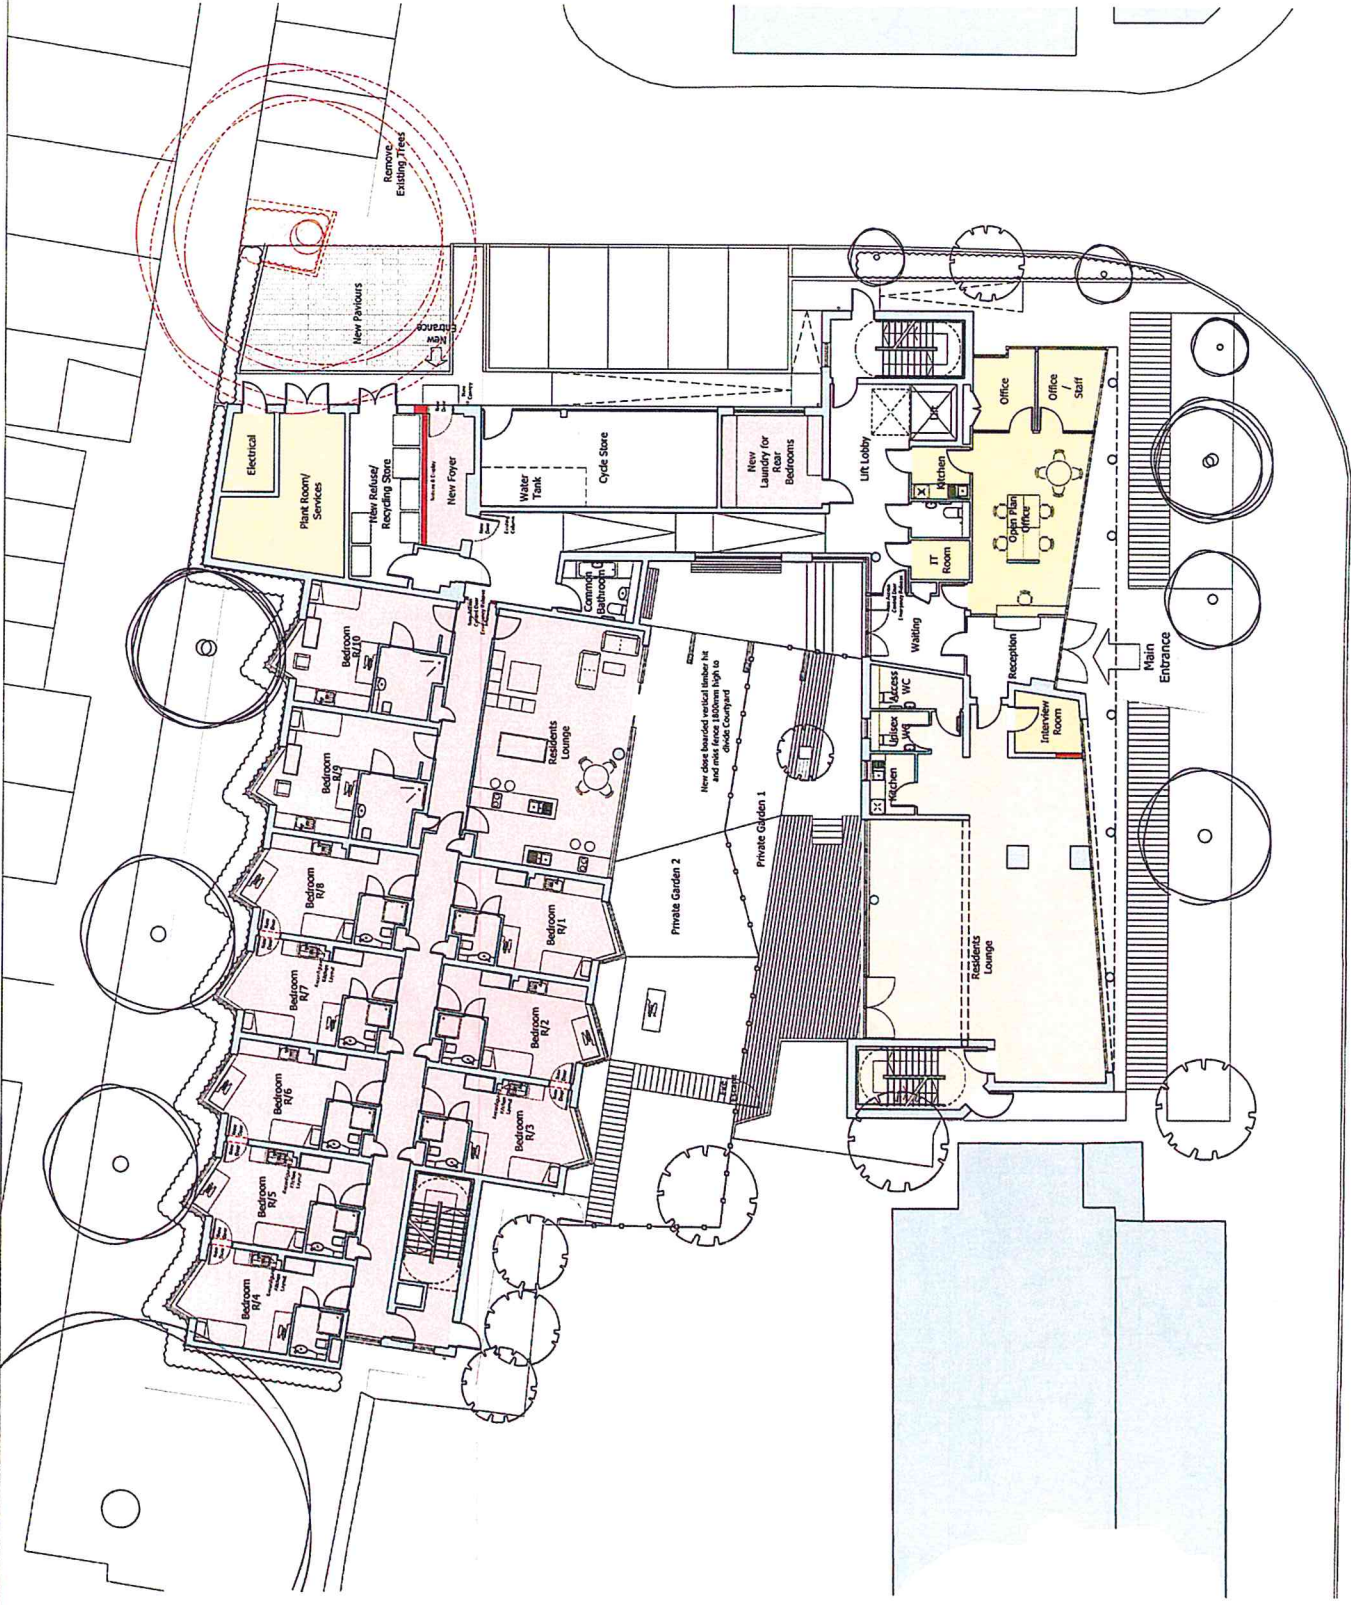 Remove
Existing Trees
New Paviours
New
Entrance
Electrical
Plant Room/
Services
New Refuse/
Recycling Store
New Foyer
Water
Tank
Cycle Store
New
Laundry for
Rear
Bedrooms
Lift Lobby
Lift
Office
Office
/
Staff
Kitchen
Open Plan
Office
IT
Room
Waiting
Reception
Main
Entrance
Interview
Room
Access
WC
Unisex
WC
Kitchen
Residents
Lounge
Common
Bathroom
Residents
Lounge
New close boarded vertical timber hit
and miss fence 1800mm high to
divide Courtyard
Private Garden 1
Private Garden 2
Bedroom
R/10
Bedroom
R/9
Bedroom
R/8
Bedroom
R/7
Bedroom
R/6
Bedroom
R/5
Bedroom
R/4
Bedroom
R/1
Bedroom
R/2
Bedroom
R/3